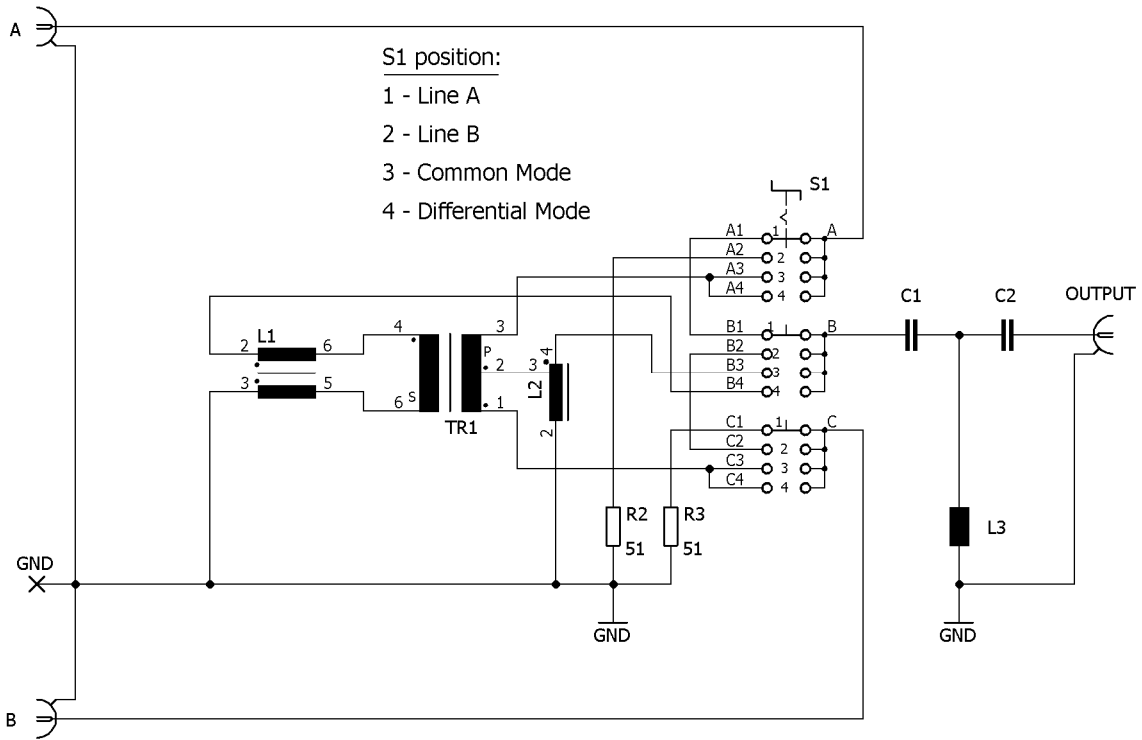 A
S1 position:
1 - Line A
2 - Line B
3 - Common Mode
4 - Differential Mode
S1
A1 1 A
A2 2
A3 3
A4 4
C1 C2 OUTPUT
B1 1 B
B2 2
B3 3
B4 4
L1
2 6
3 5
4 3
P
2 3 4
L2
2
6 S 1
TR1
C1 1 C
C2 2
C3 3
C4 4
R2 R3
51 51
L3
GND
GND GND
B